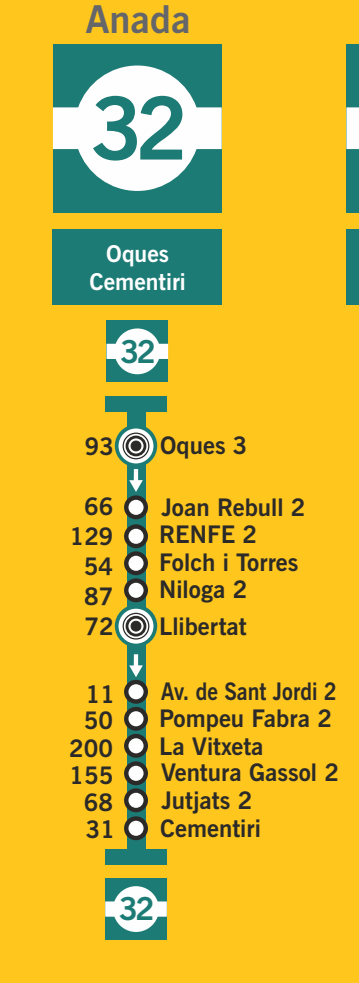 Anada
32
Oques
Cementiri
32
93 Oques 3
66 Joan Rebull 2
129 RENFE 2
54 Folch i Torres
87 Niloga 2
72 Llibertat
11 Av. de Sant Jordi 2
50 Pompeu Fabra 2
200 La Vitxeta
155 Ventura Gassol 2
68 Jutjats 2
31 Cementiri
32